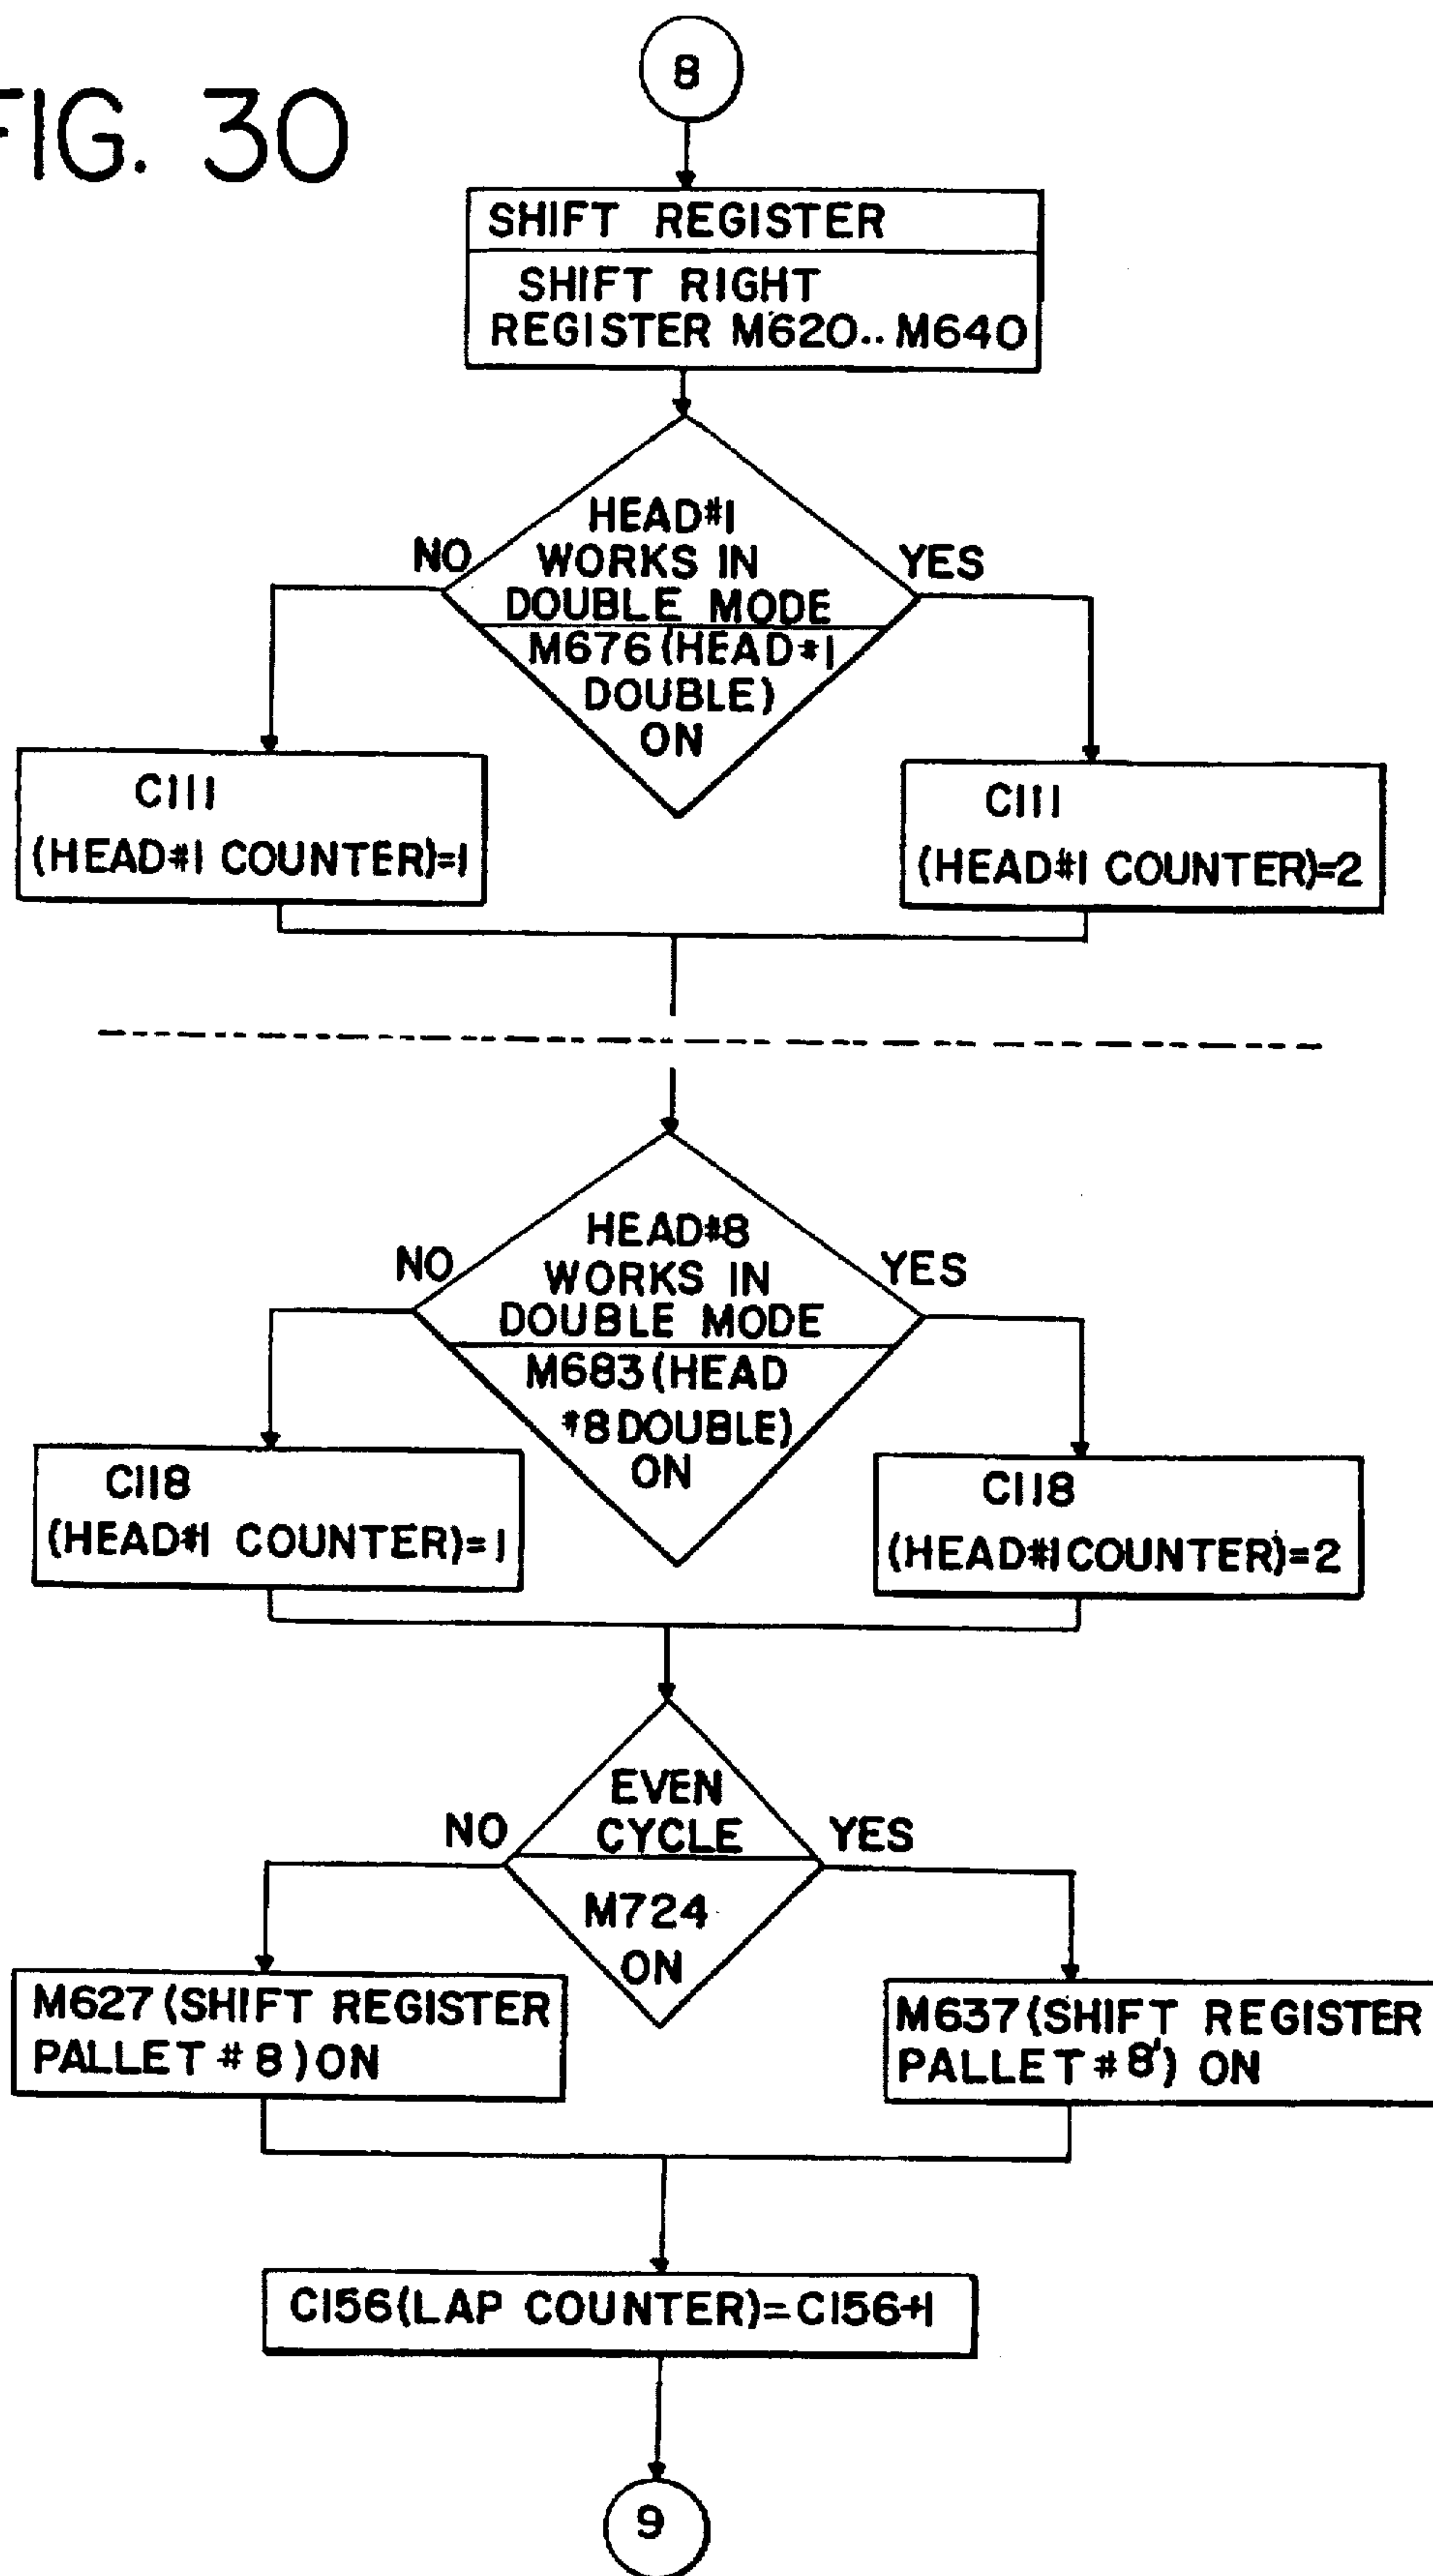 FIG. 30
8
SHIFT REGISTER
SHIFT RIGHT
REGISTER M620.. M640
HEAD#1
WORKS IN
DOUBLE MODE
M676(HEAD#1
DOUBLE)
ON
NO
YES
C111
(HEAD#1 COUNTER)=1
C111
(HEAD#1 COUNTER)=2
HEAD#8
WORKS IN
DOUBLE MODE
M683(HEAD
#8 DOUBLE)
ON
NO
YES
C118
(HEAD#1 COUNTER)=1
C118
(HEAD#1 COUNTER)=2
EVEN
CYCLE
M724
ON
NO
YES
M627(SHIFT REGISTER
PALLET #8)ON
M637(SHIFT REGISTER
PALLET #8') ON
C156(LAP COUNTER)=C156+1
9